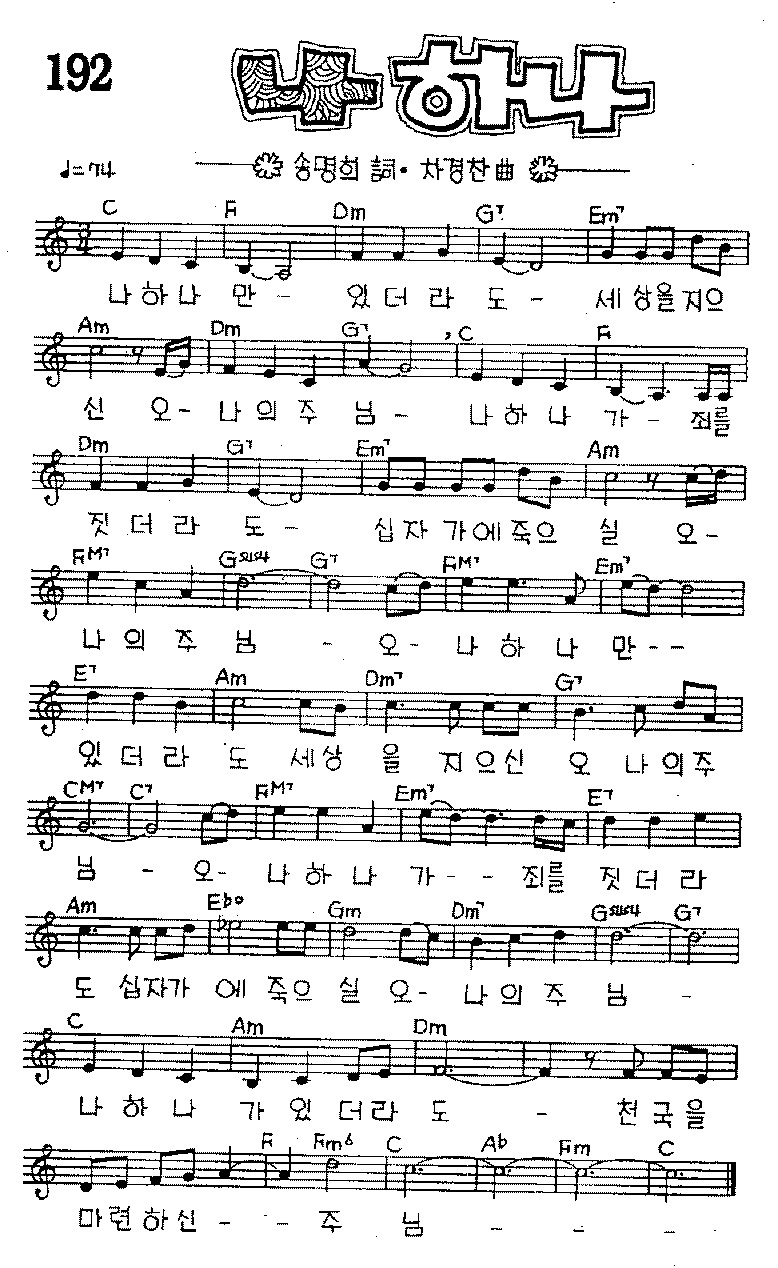 192
나 하나
♩=74
송명희 詞· 차경찬 曲
C F Dm G7 Em7
나 하 나 만 - 있 더 라 도 - 세 상을 지으
Am Dm G7 C F
신 오 - 나 의 주 님 - 나 하 나 가 - 죄를
Dm G7 Em7 Am
짓 더 라 도 - 십 자 가에 죽으 실 오 -
FM7 Gsus4 G7 FM7 Em7
나 의 주 님 - 오 - 나 하 나 만 - -
E7 Am Dm7 G7
있 더 라 도 세 상 을 지 으신 오 나 의 주
CM7 C7 FM7 Em7 E7
님 - 오 - 나 하 나 가 - - 죄를 짓 더 라
Am Eb° Gm Dm7 Gsus4 G7
도 십자가 에 죽으 실 오 - 나 의 주 님 -
C Am Dm
나 하 나 가 있 더라 도 - 천 국 을
F Fm6 C Ab Fm C
마 련 하 신 - - 주 님 - - -